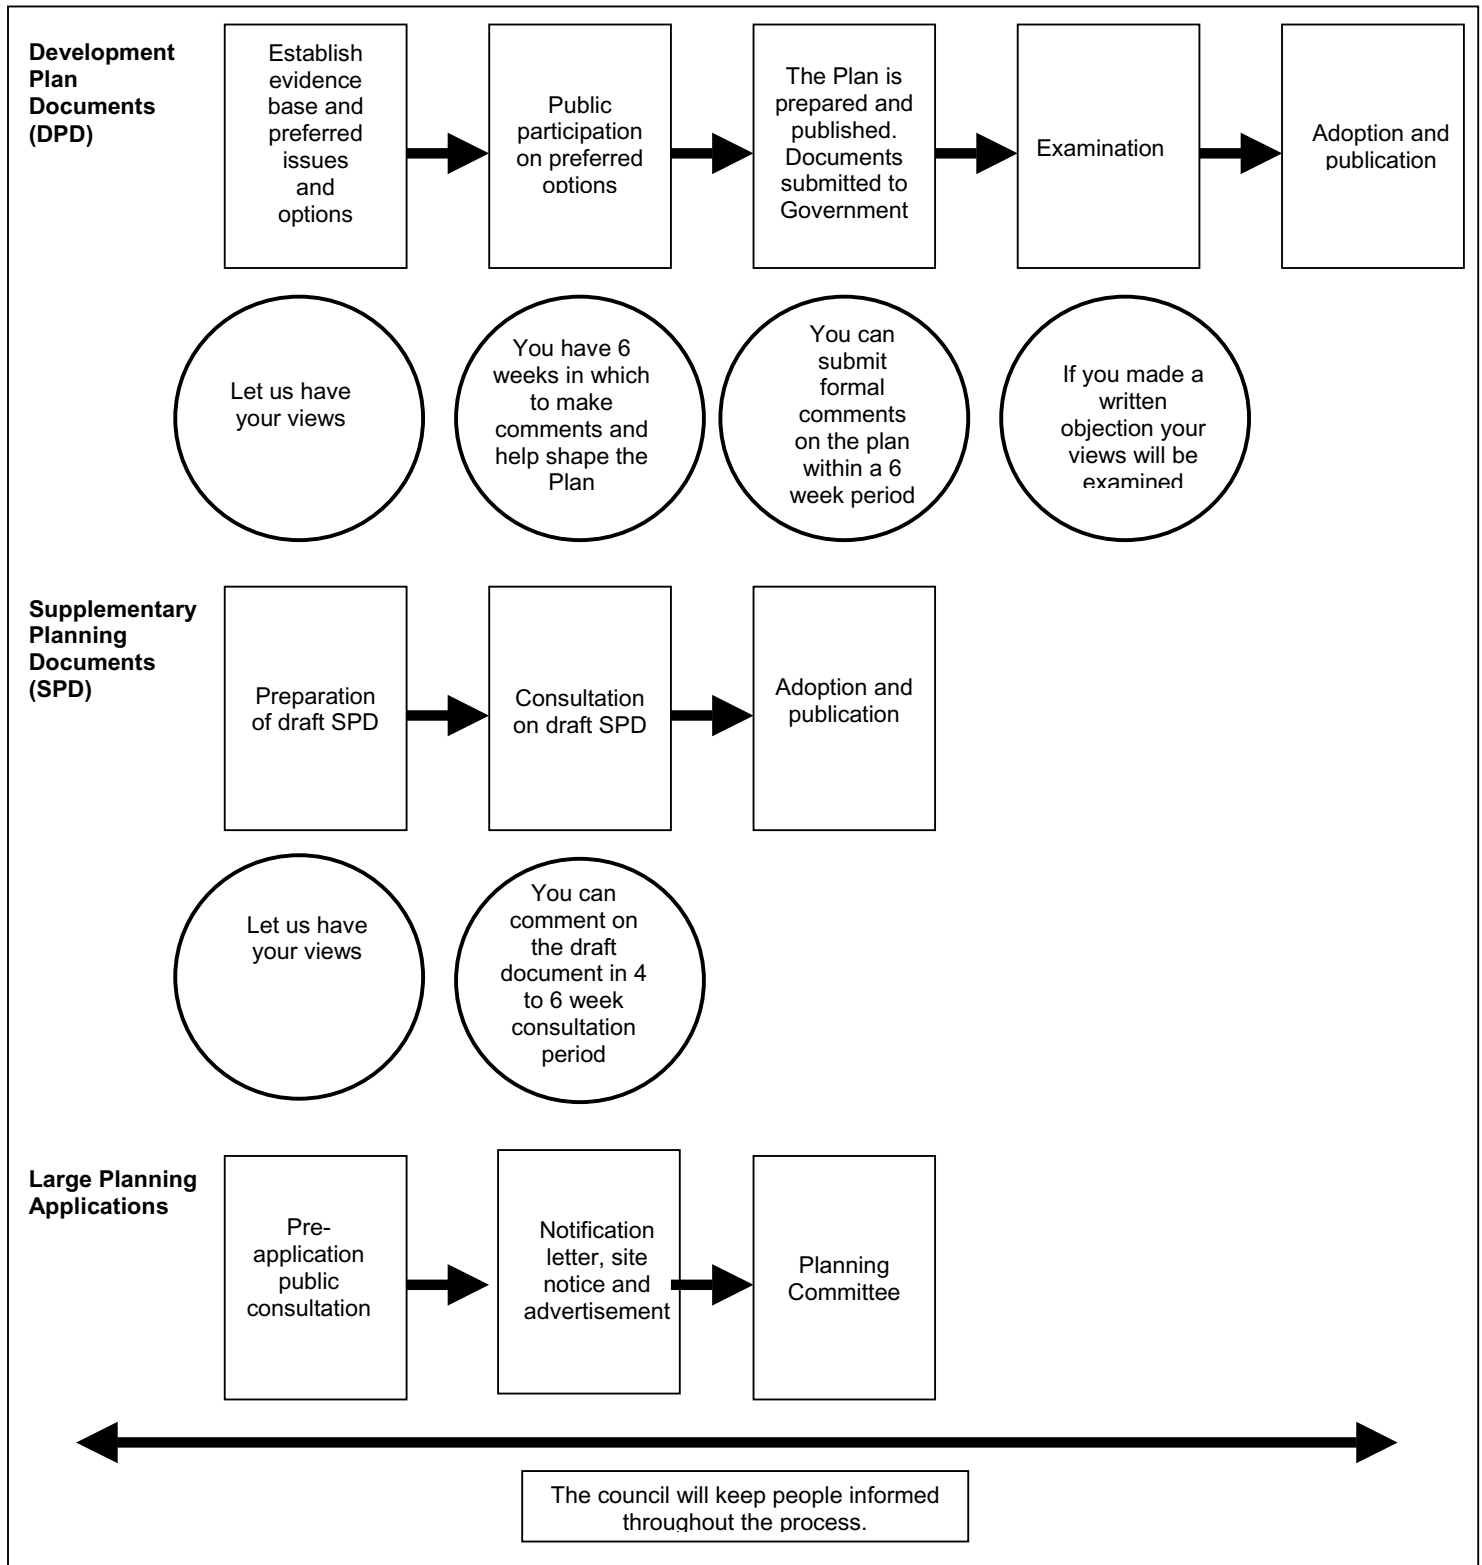 Development
Plan
Documents
(DPD)
Establish
evidence
base and
preferred
issues
and
options
Public
participation
on preferred
options
The Plan is
prepared and
published.
Documents
submitted to
Government
Examination
Adoption and
publication
Let us have
your views
You have 6
weeks in which
to make
comments and
help shape the
Plan
You can
submit
formal
comments
on the plan
within a 6
week period
If you made a
written
objection your
views will be
examined
Supplementary
Planning
Documents
(SPD)
Preparation
of draft SPD
Consultation
on draft SPD
Adoption and
publication
Let us have
your views
You can
comment on
the draft
document in 4
to 6 week
consultation
period
Large Planning
Applications
Pre-
application
public
consultation
Notification
letter, site
notice and
advertisement
Planning
Committee
The council will keep people informed
throughout the process.